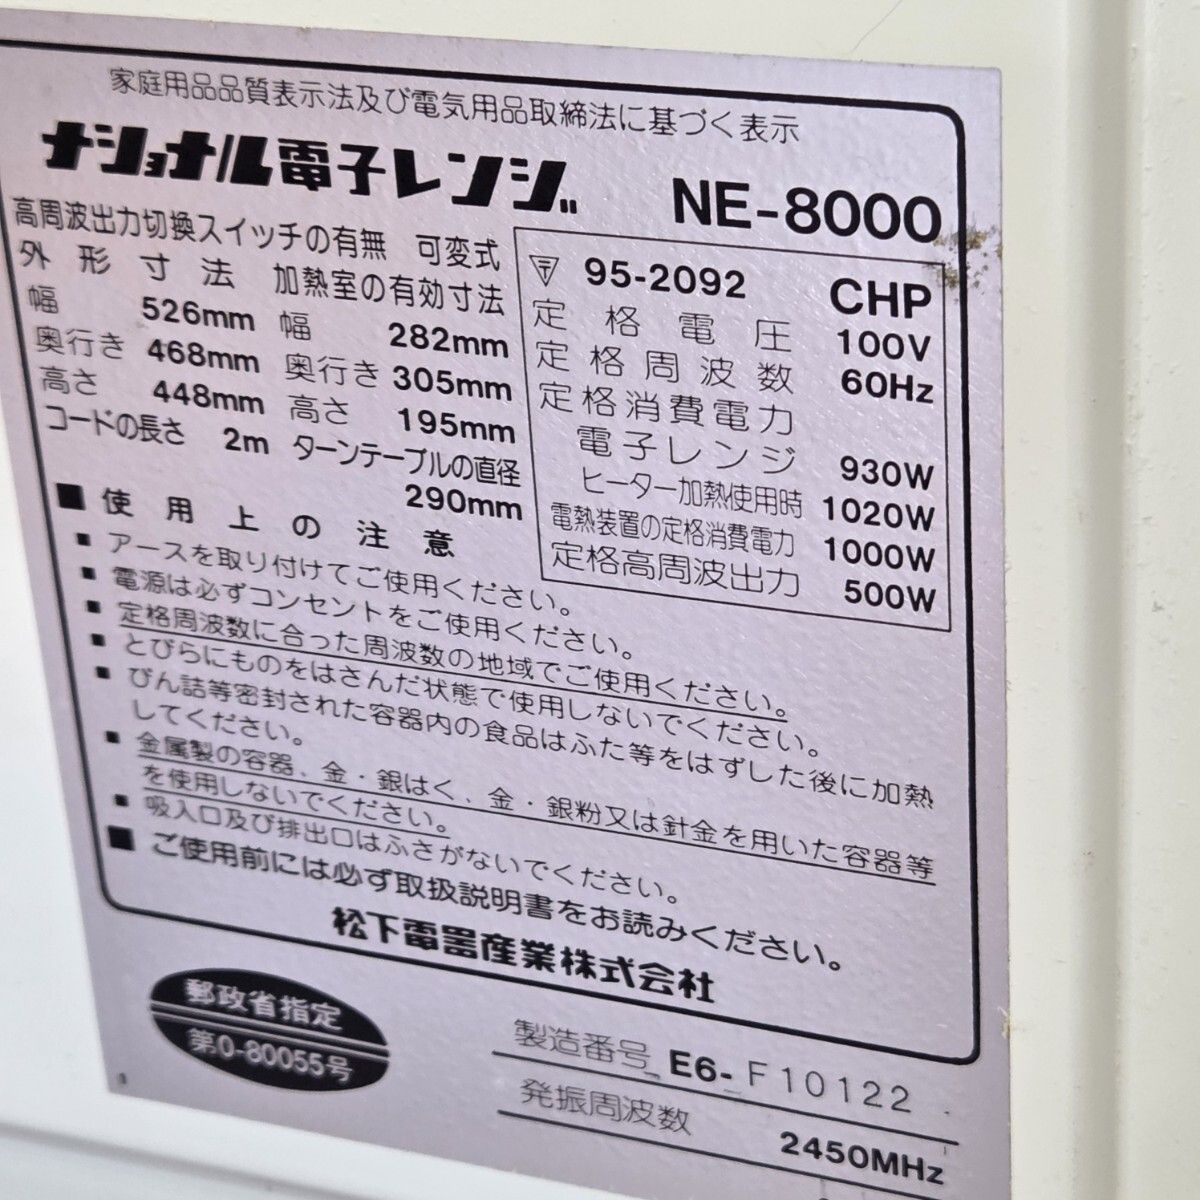 家庭用品品質表示法及び電気用品取締法に基づく表示
ナショナル電子レンジ NE-8000
高周波出力切換スイッチの有無 可変式
外形寸法 加熱室の有効寸法
幅 526mm 幅 282mm
奥行き 468mm 奥行き 305mm
高さ 448mm 高さ 195mm
コードの長さ 2m ターンテーブルの直径
290mm
〒 95-2092 CHP
定格電圧 100V
定格周波数 60Hz
定格消費電力
電子レンジ 930W
ヒーター加熱使用時 1020W
電熱装置の定格消費電力 1000W
定格高周波出力 500W
■ 使用上の注意
▪ アースを取り付けてご使用ください。
▪ 電源は必ずコンセントをご使用ください。
▪ 定格周波数に合った周波数の地域でご使用ください。
▪ とびらにものをはさんだ状態で使用しないでください。
▪ びん詰等密封された容器内の食品はふた等をはずした後に加熱
してください。
▪ 金属製の容器、金・銀はく、金・銀粉又は針金を用いた容器等
を使用しないでください。
▪ 吸入口及び排出口はふさがないでください。
■ ご使用前には必ず取扱説明書をお読みください。
松下電器産業株式会社
郵政省指定
第0-80055号
製造番号 E6- F10122
発振周波数 2450MHz